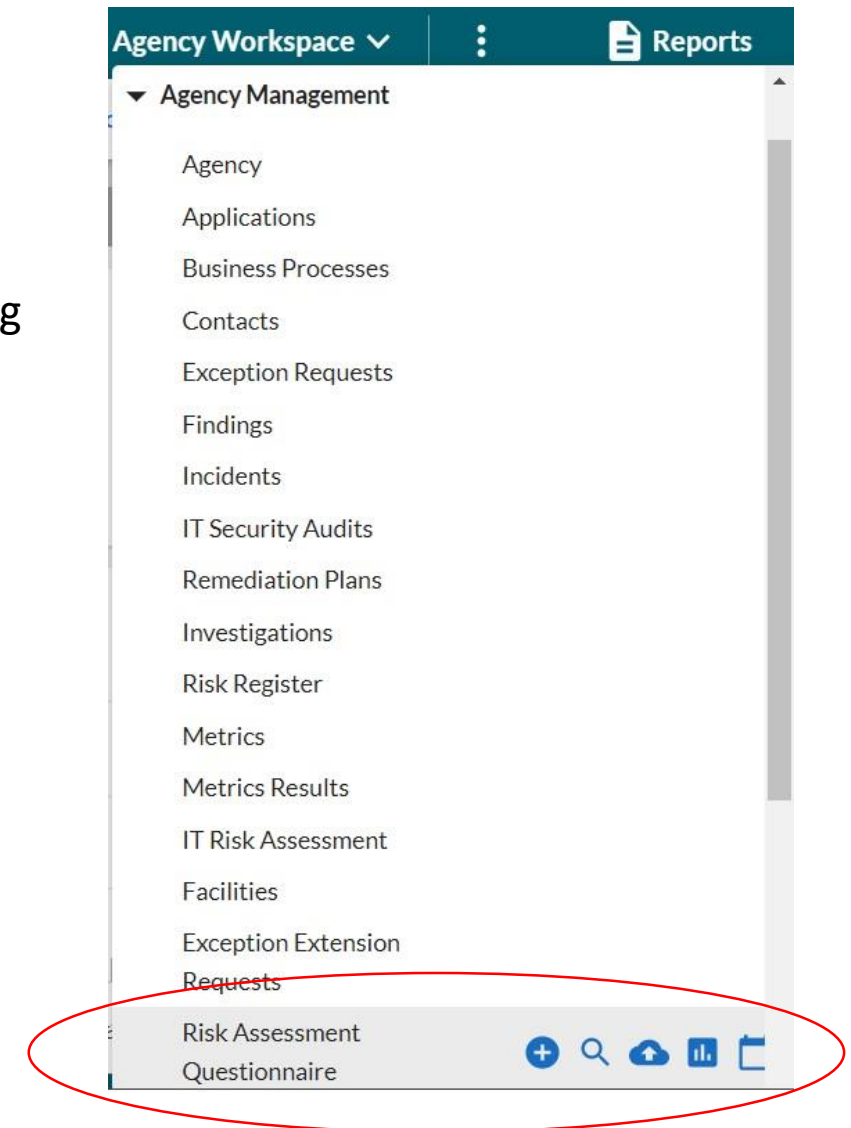 Agency Workspace
Reports
Agency Management
Agency
Applications
Business Processes
g
Contacts
Exception Requests
Findings
Incidents
IT Security Audits
Remediation Plans
Investigations
Risk Register
Metrics
Metrics Results
IT Risk Assessment
Facilities
Exception Extension
Requests
Risk Assessment
Questionnaire